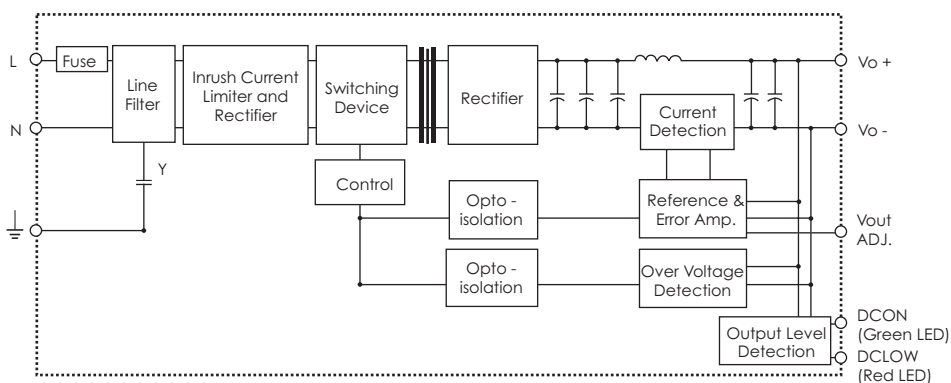 L
Fuse
Line
Filter
Inrush Current
Limiter and
Rectifier
Switching
Device
Rectifier
Vo +
Current
Detection
N
Vo -
Y
Control
Opto -
isolation
Reference &
Error Amp.
Vout
ADJ.
Opto -
isolation
Over Voltage
Detection
Output Level
Detection
DCON
(Green LED)
DCLOW
(Red LED)